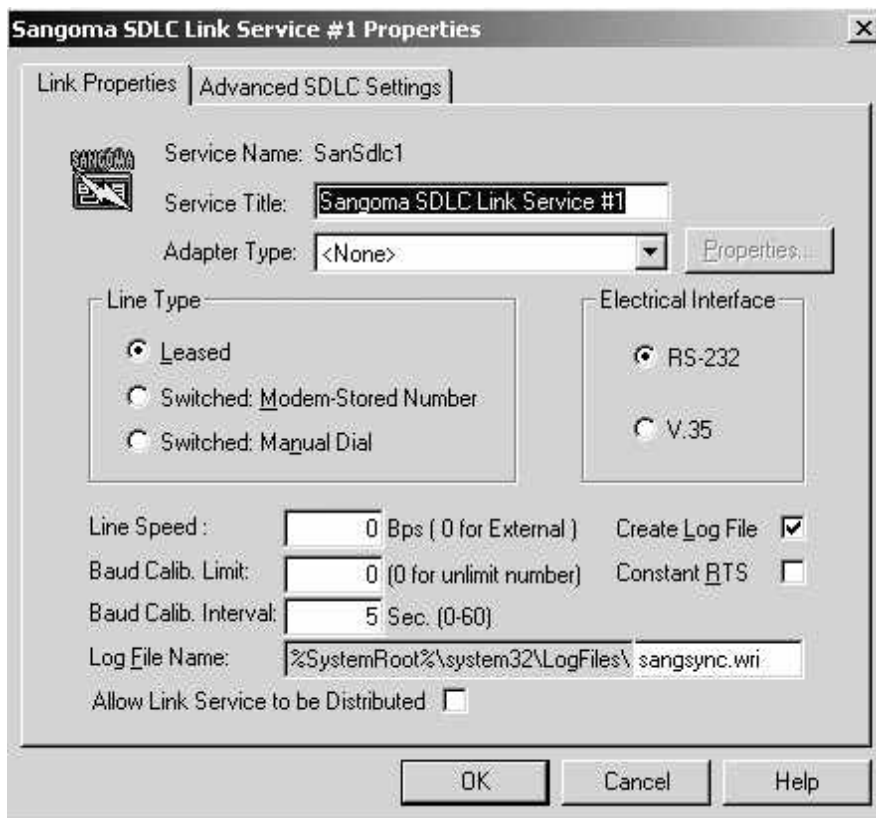 Sangoma SDLC Link Service #1 Properties
Link Properties
Advanced SDLC Settings
SANGOMA
Service Name: SanSdlc1
Service Title: Sangoma SDLC Link Service #1
Adapter Type: <None> Properties...
Line Type
Leased
Switched: Modem-Stored Number
Switched: Manual Dial
Electrical Interface
RS-232
V.35
Line Speed : 0 Bps ( 0 for External )
Create Log File
Baud Calib. Limit: 0 (0 for unlimit number)
Constant RTS
Baud Calib. Interval: 5 Sec. (0-60)
Log File Name: %SystemRoot%\system32\LogFiles\ sangsync.wri
Allow Link Service to be Distributed
OK
Cancel
Help